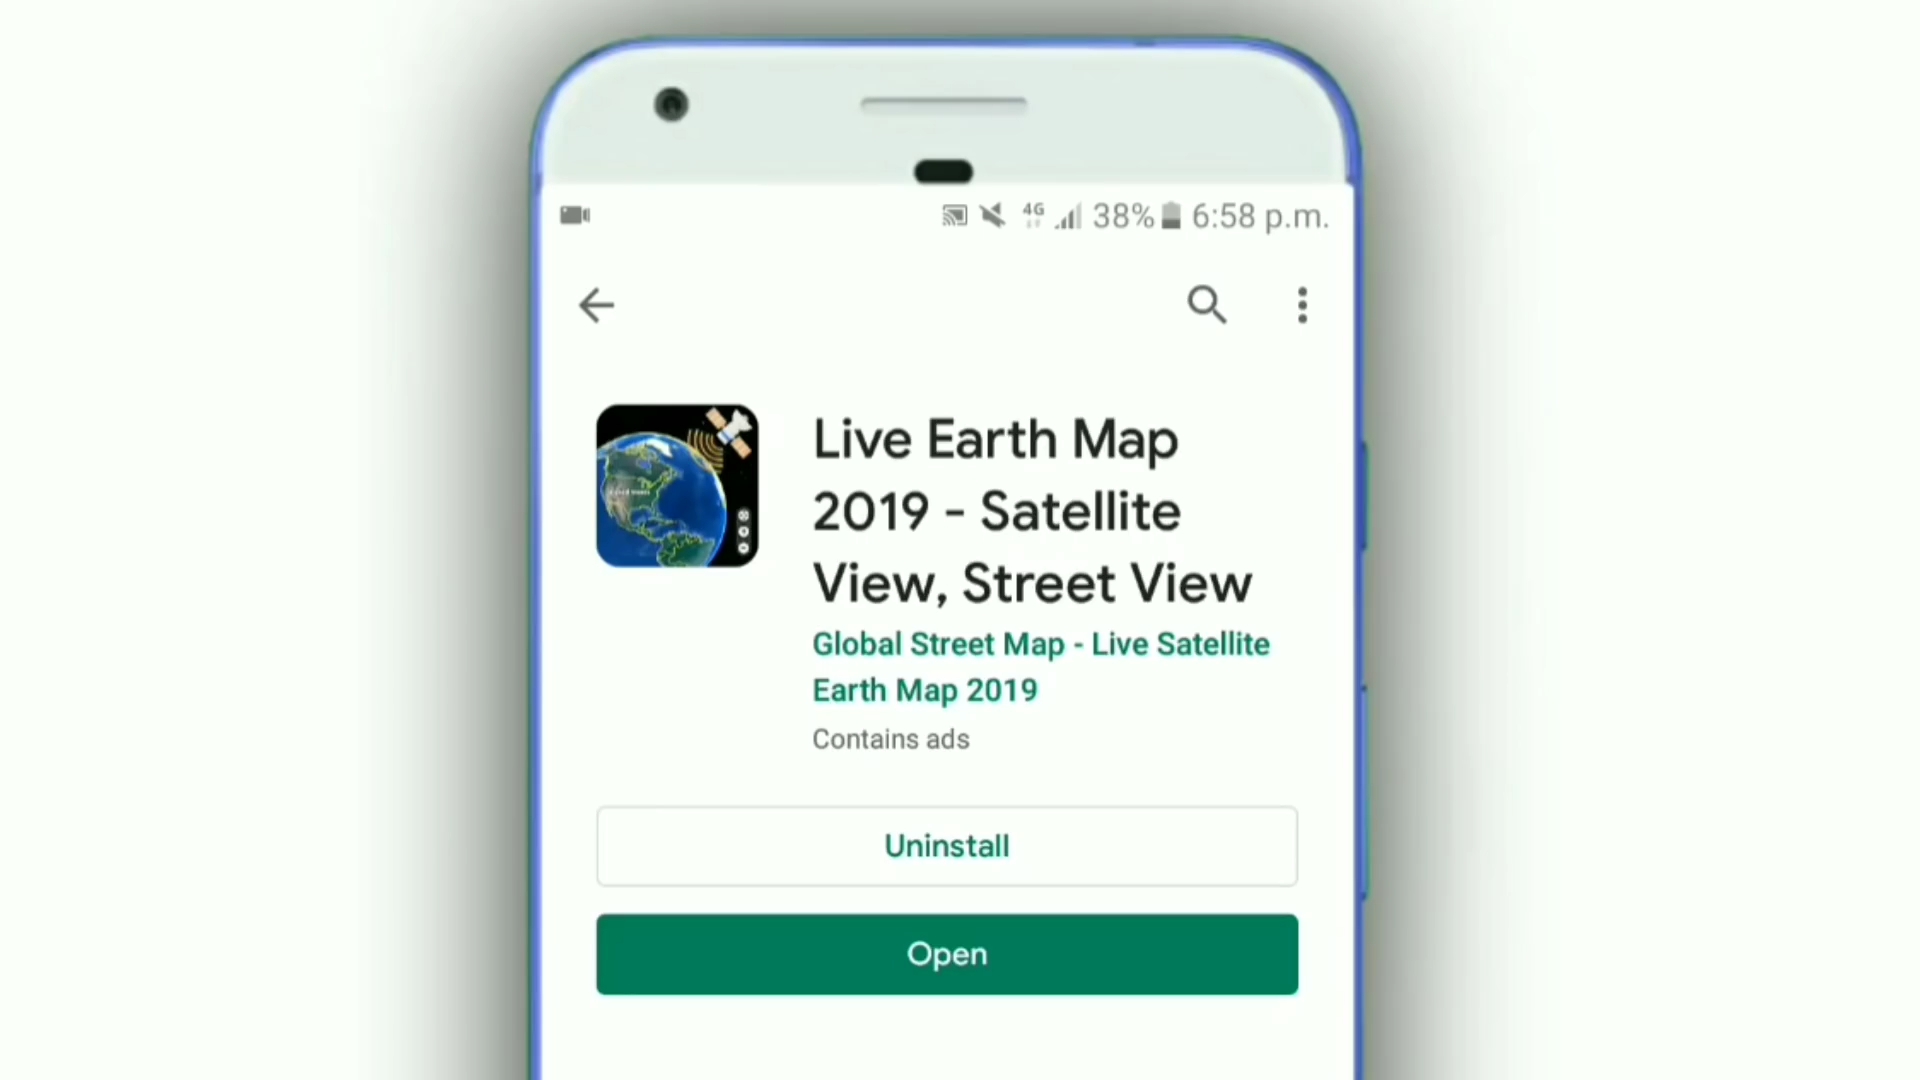 4G 38% 6:58 p.m.
Live Earth Map
2019 - Satellite
View, Street View
Global Street Map - Live Satellite
Earth Map 2019
Contains ads
Uninstall
Open